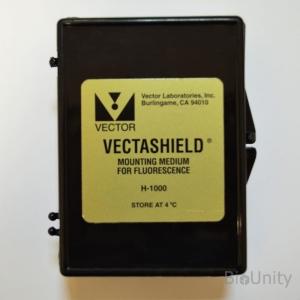 Vector Laboratories, Inc.
Burlingame, CA 94010
VECTOR
VECTASHIELD®
MOUNTING MEDIUM
FOR FLUORESCENCE
H-1000
STORE AT 4 °C
BioUnity